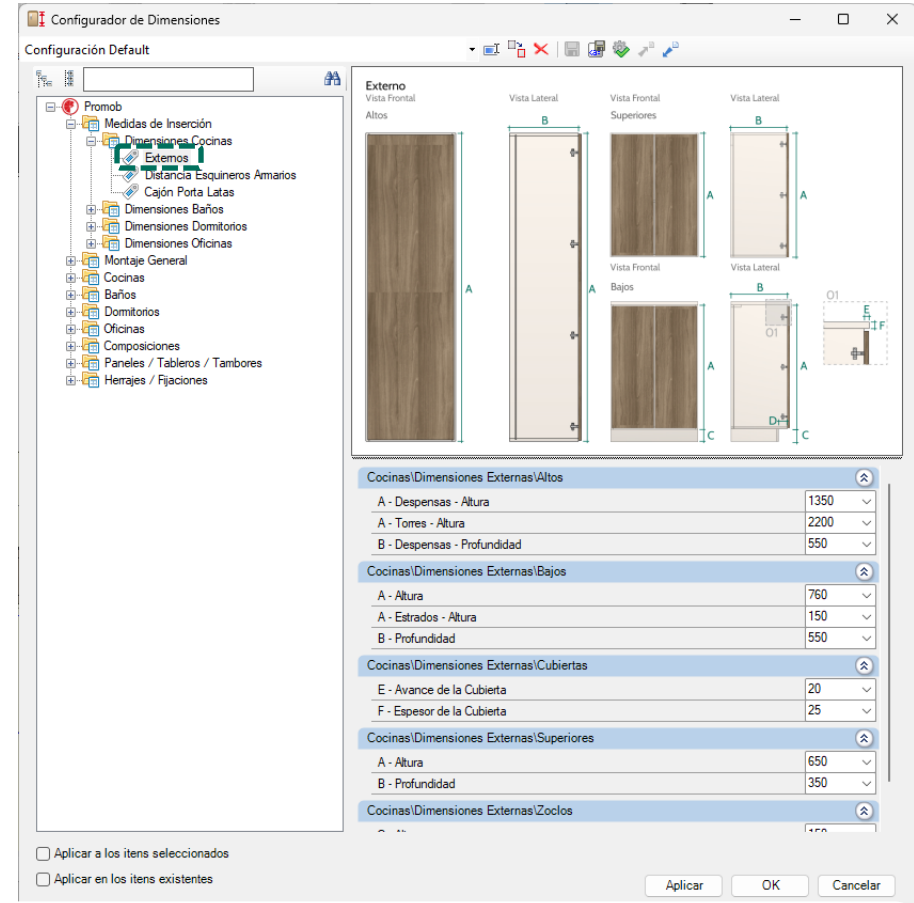 Configurador de Dimensiones
Configuración Default
Promob
Medidas de Inserción
Dimensiones Cocinas
Externos
Distancia Esquineros Amarios
Cajón Porta Latas
Dimensiones Baños
Dimensiones Dormitorios
Dimensiones Oficinas
Montaje General
Cocinas
Baños
Dormitorios
Oficinas
Composiciones
Paneles / Tableros / Tambores
Herrajes / Fijaciones
Externo
Vista Frontal Vista Lateral Vista Frontal Vista Lateral
Altos Superiores
B B
A A
Vista Frontal Vista Lateral
A A Bajos B O1
E
F
O1
A A
D
C C
Cocinas\Dimensiones Externas\Altos
A - Despensas - Altura 1350
A - Torres - Altura 2200
B - Despensas - Profundidad 550
Cocinas\Dimensiones Externas\Bajos
A - Altura 760
A - Estrados - Altura 150
B - Profundidad 550
Cocinas\Dimensiones Externas\Cubiertas
E - Avance de la Cubierta 20
F - Espesor de la Cubierta 25
Cocinas\Dimensiones Externas\Superiores
A - Altura 650
B - Profundidad 350
Cocinas\Dimensiones Externas\Zoclos
Aplicar a los itens seleccionados
Aplicar en los itens existentes
Aplicar OK Cancelar